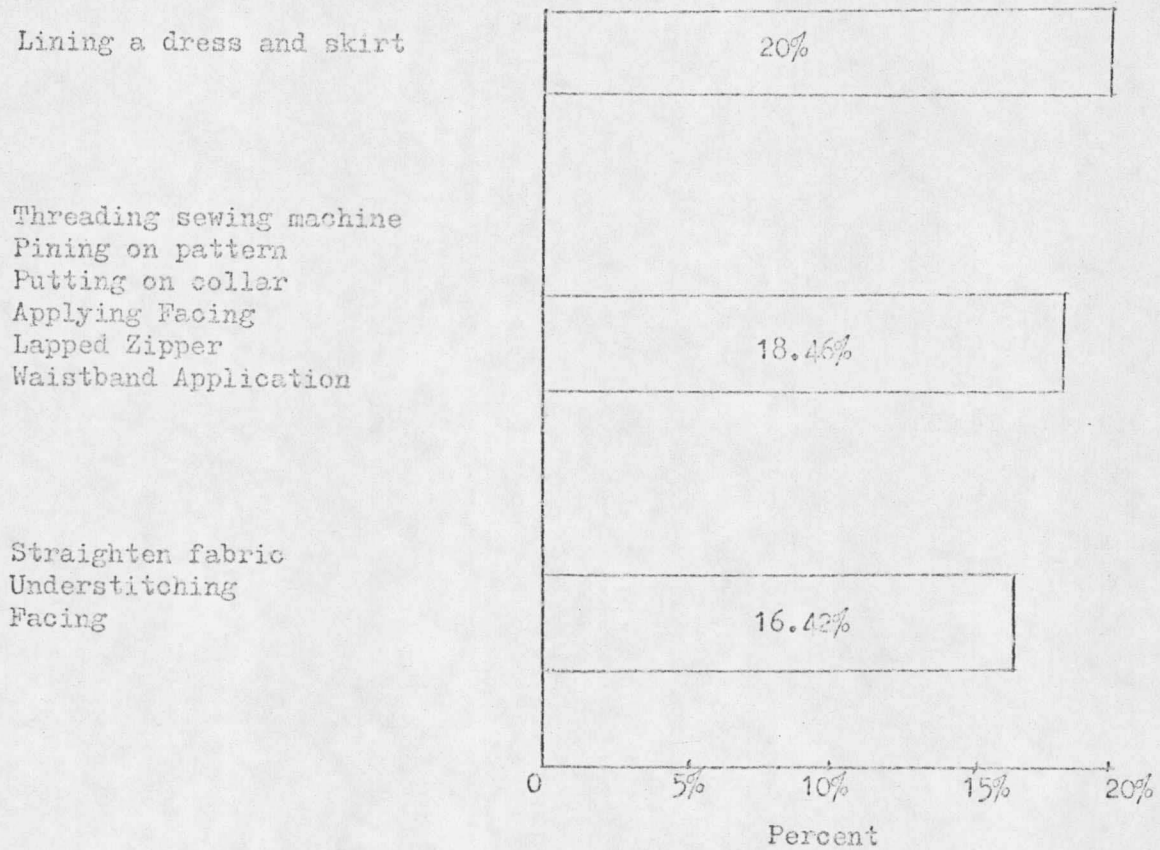 Lining a dress and skirt
20%
Threading sewing machine
Pining on pattern
Putting on collar
Applying Facing
Lapped Zipper
Waistband Application
18.46%
Straighten fabric
Understitching
Facing
16.42%
0 5% 10% 15% 20%
Percent